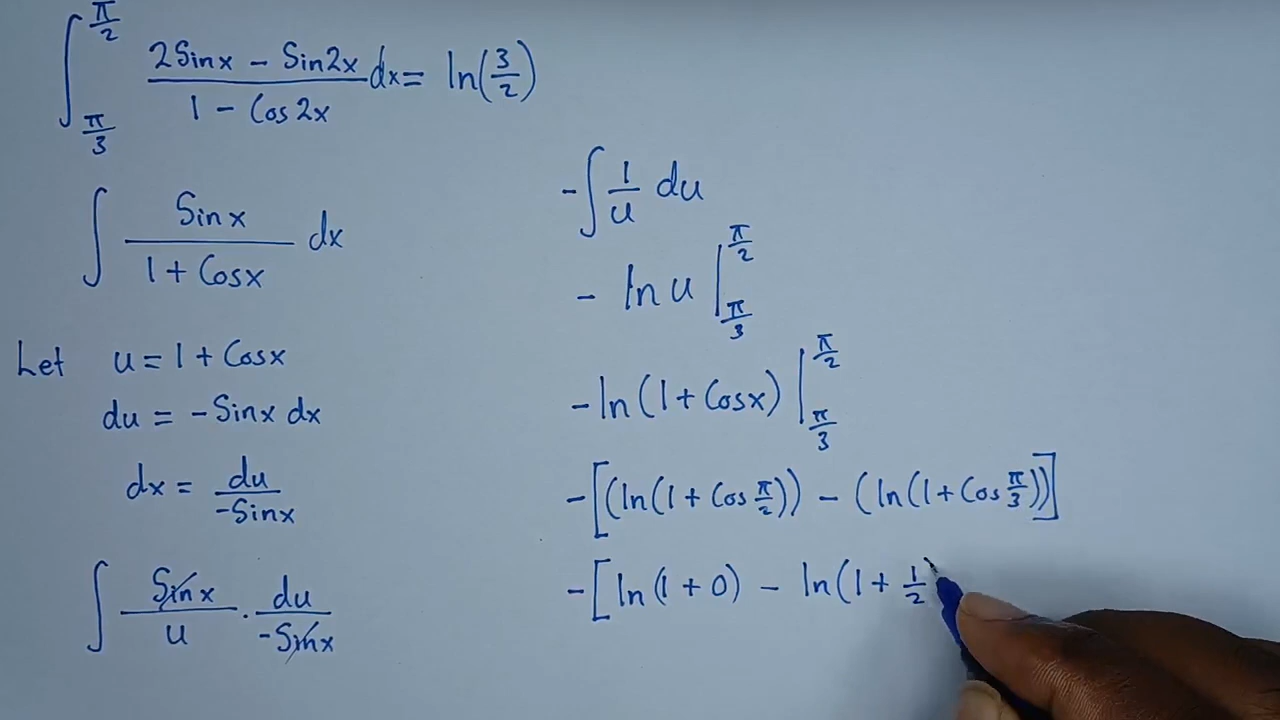 ∫_{π/3}^{π/2} (2Sinx − Sin2x)/(1 − Cos2x) dx = ln(3/2)
∫ Sinx/(1 + Cosx) dx
Let u = 1 + Cosx
du = −Sinx dx
dx = du/(−Sinx)
∫ Sinx/u · du/(−Sinx)
−∫ 1/u du
− ln u |_{π/3}^{π/2}
−ln(1 + Cosx) |_{π/3}^{π/2}
−[(ln(1 + Cos π/2)) − (ln(1 + Cos π/3))]
−[ln(1 + 0) − ln(1 + 1/2